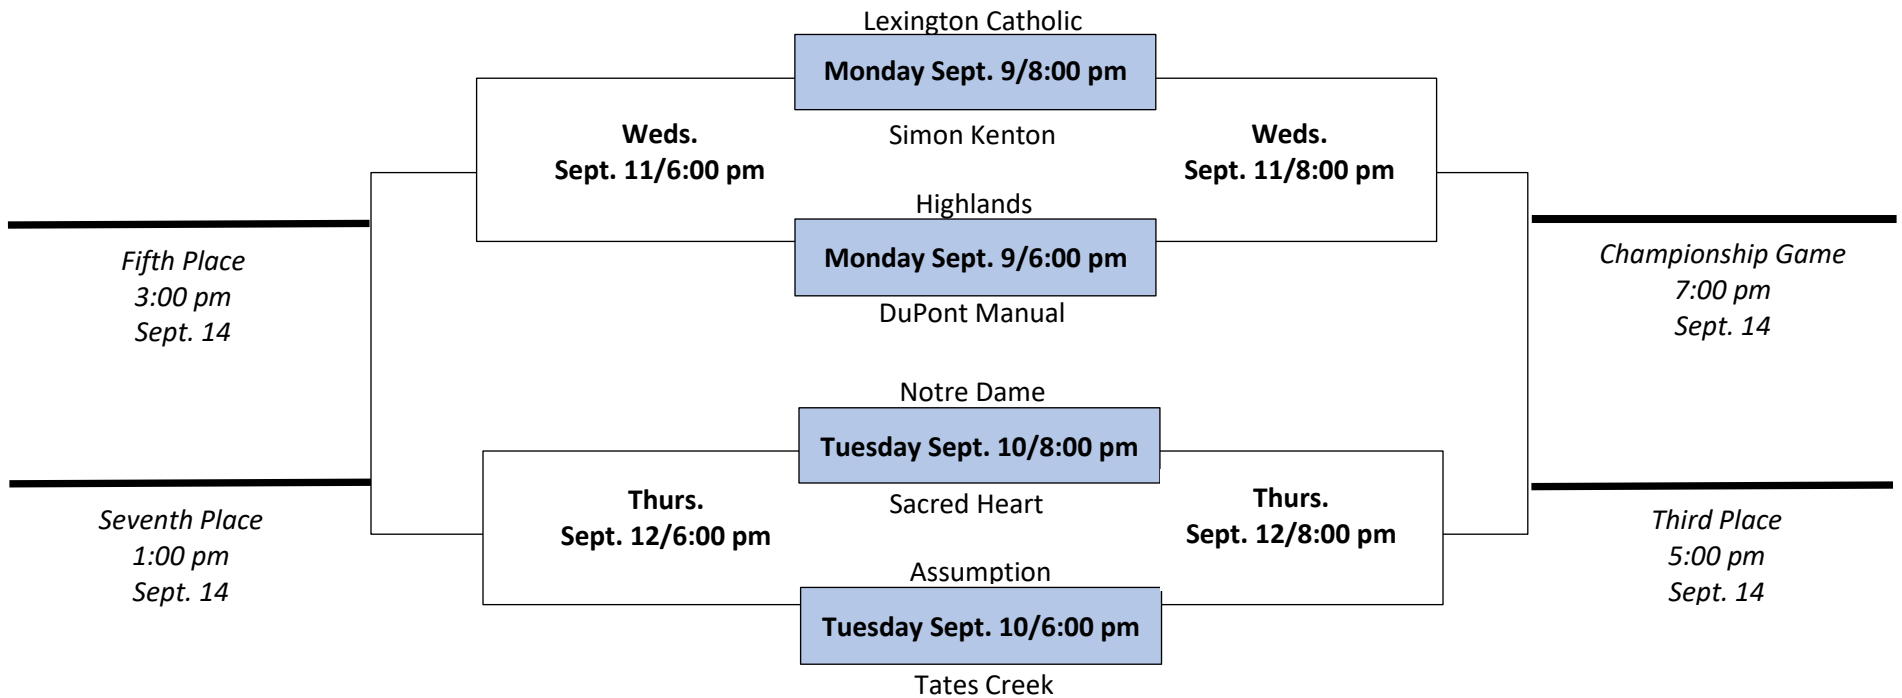 Lexington Catholic
Monday Sept. 9/8:00 pm
Simon Kenton
Weds.
Sept. 11/6:00 pm
Weds.
Sept. 11/8:00 pm
Highlands
Monday Sept. 9/6:00 pm
DuPont Manual
Fifth Place
3:00 pm
Sept. 14
Championship Game
7:00 pm
Sept. 14
Notre Dame
Tuesday Sept. 10/8:00 pm
Sacred Heart
Thurs.
Sept. 12/6:00 pm
Thurs.
Sept. 12/8:00 pm
Seventh Place
1:00 pm
Sept. 14
Third Place
5:00 pm
Sept. 14
Assumption
Tuesday Sept. 10/6:00 pm
Tates Creek